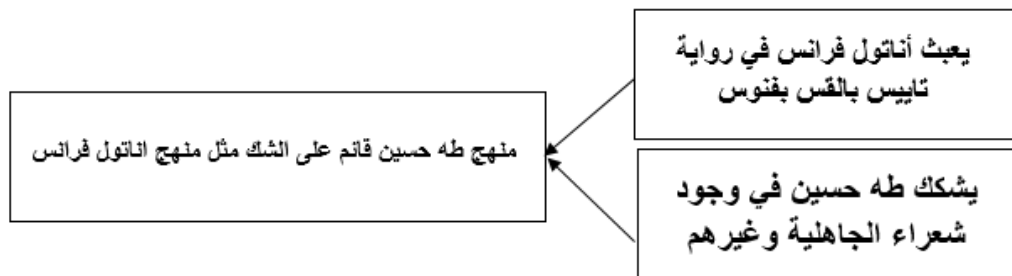 يعبث أناتول فرانس في رواية
تاييس بالقس بفنوس
منهج طه حسين قائم على الشك مثل منهج اناتول فرانس
يشكك طه حسين في وجود
شعراء الجاهلية وغيرهم